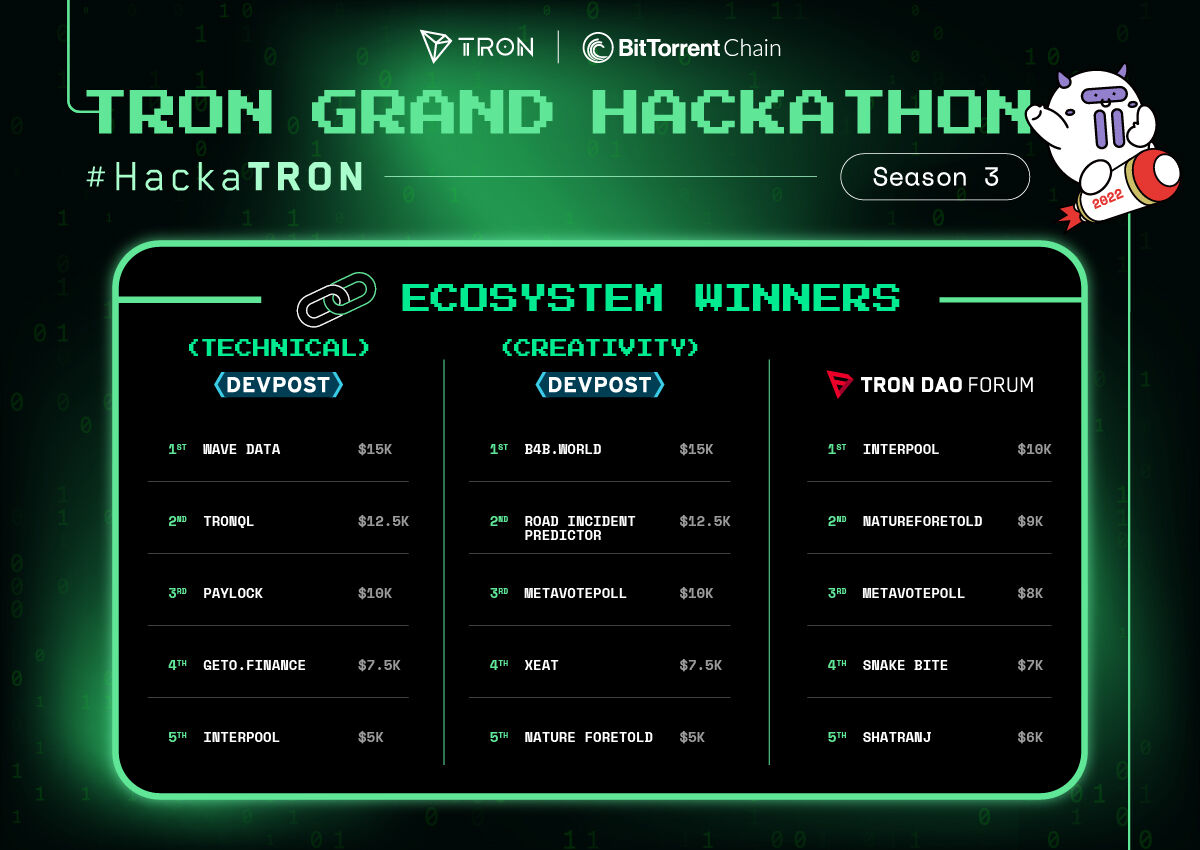 TRON | BitTorrent Chain
TRON GRAND HACKATHON
#HackaTRON
Season 3
2022
ECOSYSTEM WINNERS
(TECHNICAL)
DEVPOST
1ST WAVE DATA $15K
2ND TRONQL $12.5K
3RD PAYLOCK $10K
4TH GETO.FINANCE $7.5K
5TH INTERPOOL $5K
(CREATIVITY)
DEVPOST
1ST B4B.WORLD $15K
2ND ROAD INCIDENT $12.5K
PREDICTOR
3RD METAVOTEPOLL $10K
4TH XEAT $7.5K
5TH NATURE FORETOLD $5K
TRON DAO FORUM
1ST INTERPOOL $10K
2ND NATUREFORETOLD $9K
3RD METAVOTEPOLL $8K
4TH SNAKE BITE $7K
5TH SHATRANJ $6K